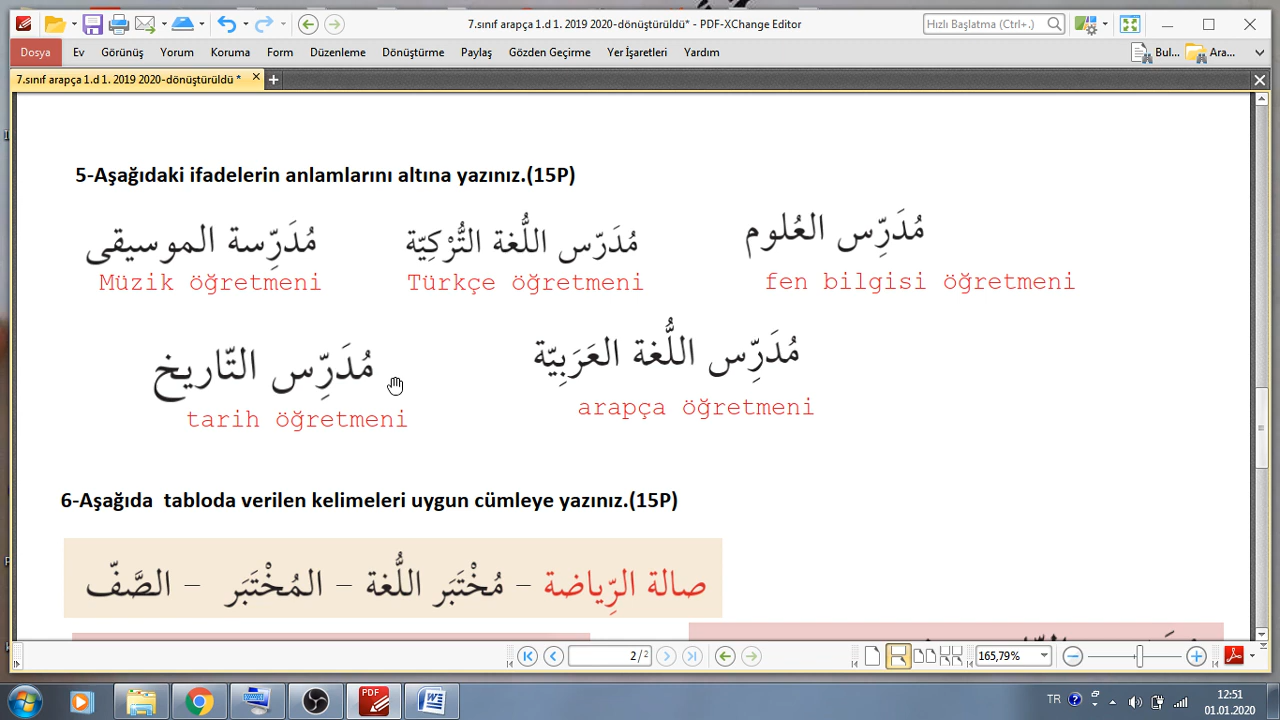 7.sınıf arapça 1.d 1. 2019 2020-dönüştürüldü* - PDF-XChange Editor
Hızlı Başlatma (Ctrl+.)
Dosya Ev Görünüş Yorum Koruma Form Düzenleme Dönüştürme Paylaş Gözden Geçirme Yer İşaretleri Yardım Bul... Ara...
7.sınıf arapça 1.d 1. 2019 2020-dönüştürüldü *
5-Aşağıdaki ifadelerin anlamlarını altına yazınız.(15P)
مُدَرِّس العُلوم
مُدَرّس اللُّغة التُّرْكِيّة
مُدَرِّسة الموسيقى
Müzik öğretmeni Türkçe öğretmeni fen bilgisi öğretmeni
مُدَرِّس اللُّغة العَرَبِيّة
مُدَرِّس التّاريخ
tarih öğretmeni arapça öğretmeni
6-Aşağıda tabloda verilen kelimeleri uygun cümleye yazınız.(15P)
صالة الرِّياضة – مُخْتَبَر اللُّغة – المُخْتَبَر – الصَّفّ
2/2
165,79%
PDF
W
TR
12:51
01.01.2020